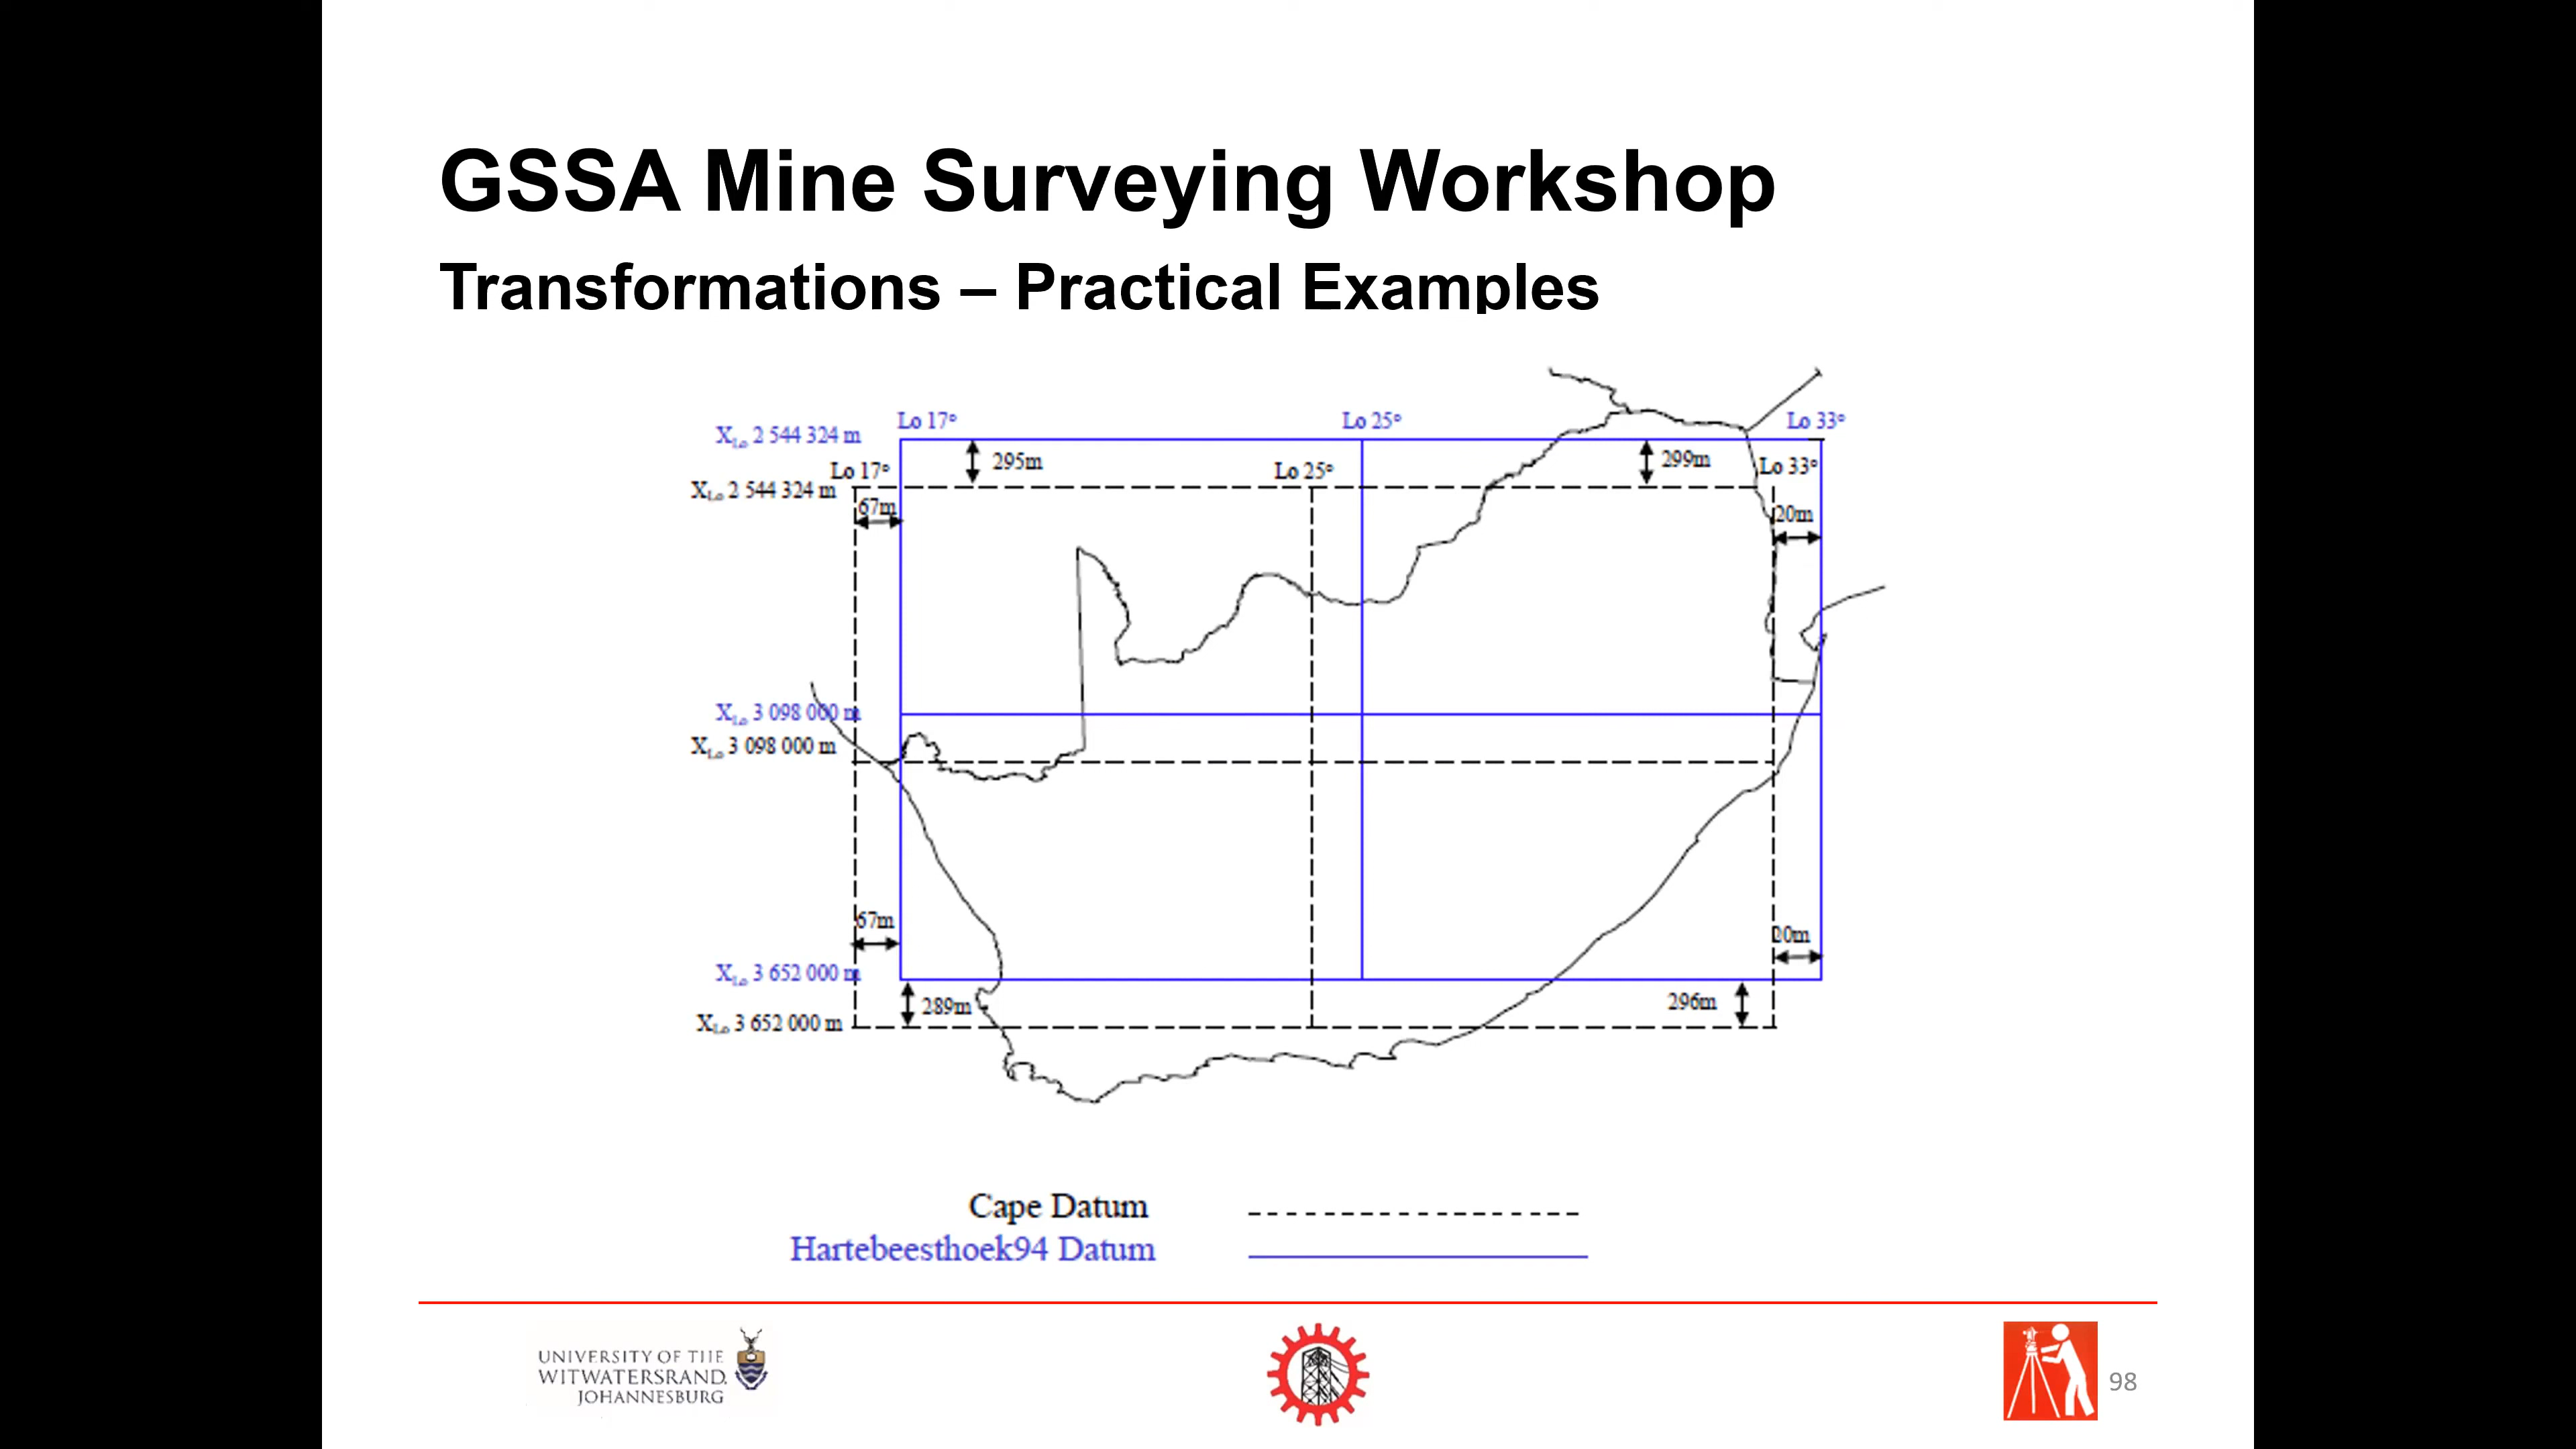 GSSA Mine Surveying Workshop
Transformations – Practical Examples
Lo 17° Lo 25° Lo 33°
XLo 2 544 324 m
295m 299m
Lo 17° Lo 25° Lo 33°
XLo 2 544 324 m
67m 20m
XLo 3 098 000 m
XLo 3 098 000 m
67m 20m
XLo 3 652 000 m
289m 296m
XLo 3 652 000 m
Cape Datum
Hartebeesthoek94 Datum
UNIVERSITY OF THE
WITWATERSRAND,
JOHANNESBURG
98